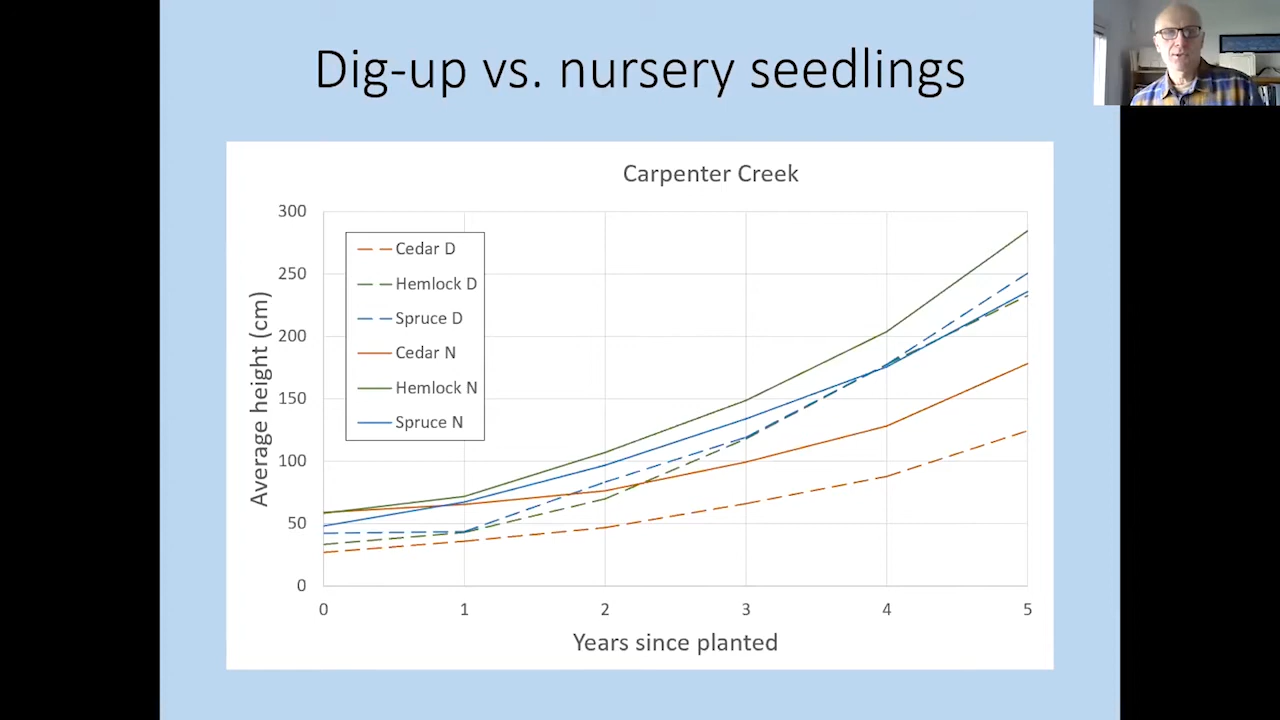 Dig-up vs. nursery seedlings
Carpenter Creek
300
250
200
150
100
50
0
Average height (cm)
Cedar D
Hemlock D
Spruce D
Cedar N
Hemlock N
Spruce N
0 1 2 3 4 5
Years since planted